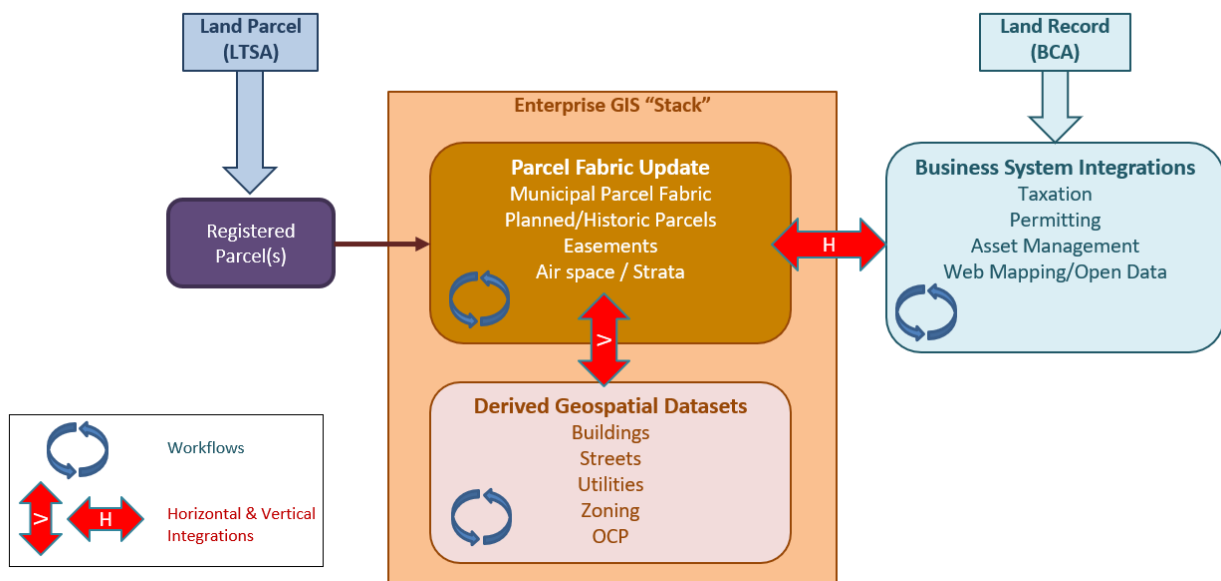 Land Parcel
(LTSA)
Land Record
(BCA)
Enterprise GIS “Stack”
Registered
Parcel(s)
Parcel Fabric Update
Municipal Parcel Fabric
Planned/Historic Parcels
Easements
Air space / Strata
H
Business System Integrations
Taxation
Permitting
Asset Management
Web Mapping/Open Data
V
Derived Geospatial Datasets
Buildings
Streets
Utilities
Zoning
OCP
Workflows
V
H
Horizontal & Vertical
Integrations